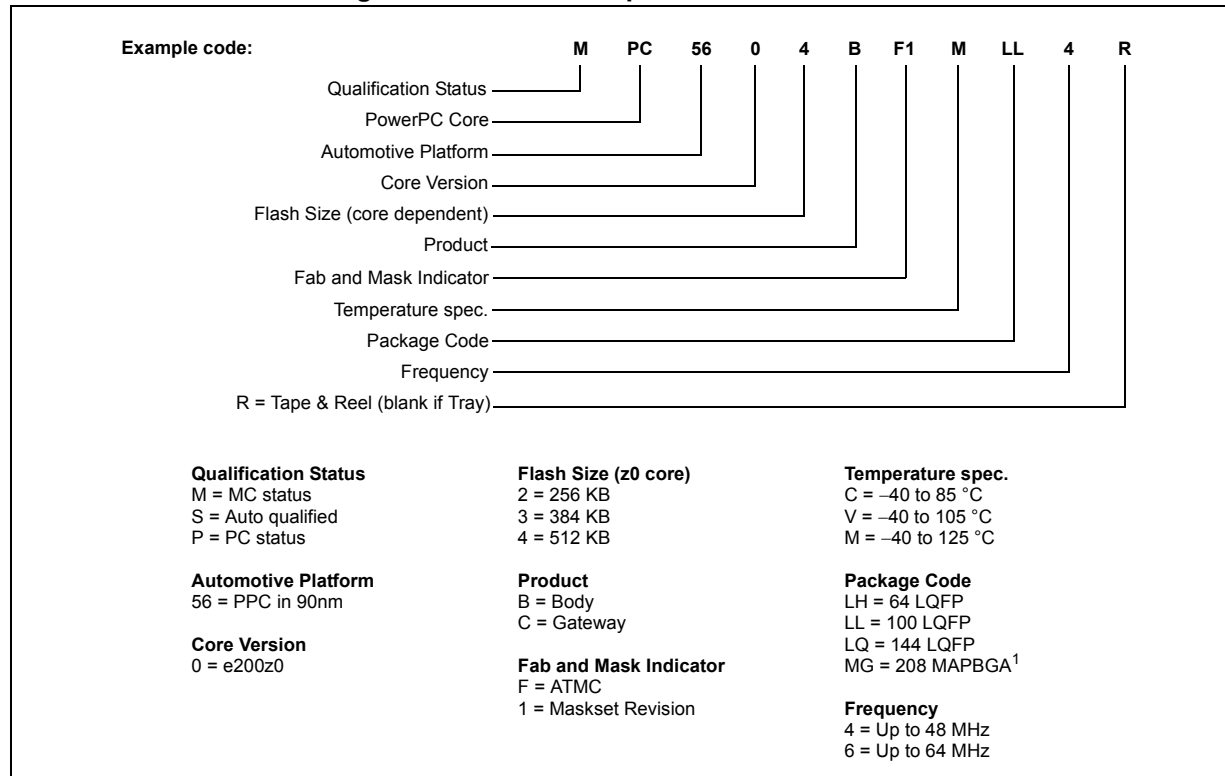 Example code: M PC 56 0 4 B F1 M LL 4 R
Qualification Status
PowerPC Core
Automotive Platform
Core Version
Flash Size (core dependent)
Product
Fab and Mask Indicator
Temperature spec.
Package Code
Frequency
R = Tape & Reel (blank if Tray)
Qualification Status
M = MC status
S = Auto qualified
P = PC status
Automotive Platform
56 = PPC in 90nm
Core Version
0 = e200z0
Flash Size (z0 core)
2 = 256 KB
3 = 384 KB
4 = 512 KB
Product
B = Body
C = Gateway
Fab and Mask Indicator
F = ATMC
1 = Maskset Revision
Temperature spec.
C = −40 to 85 °C
V = −40 to 105 °C
M = −40 to 125 °C
Package Code
LH = 64 LQFP
LL = 100 LQFP
LQ = 144 LQFP
MG = 208 MAPBGA1
Frequency
4 = Up to 48 MHz
6 = Up to 64 MHz